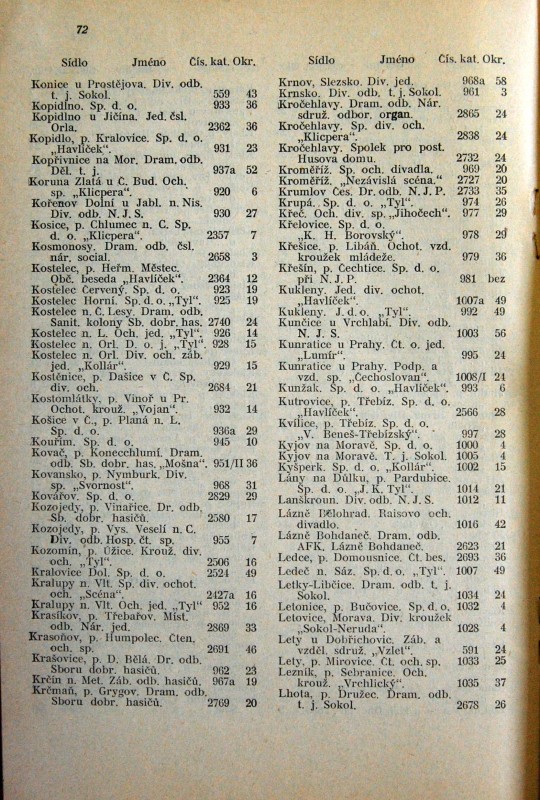 72
Sídlo Jméno Čís. kat. Okr.
Konice u Prostějova. Div. odb.
t. j. Sokol. 559 43
Kopidlno. Sp. d. o. 933 36
Kopidlno u Jičína. Jed. čsl.
Orla. 2362 36
Kopidlo, p. Kralovice. Sp. d. o.
„Havlíček“. 931 23
Kopřivnice na Mor. Dram. odb.
Děl. t. j. 937a 52
Koruna Zlatá u Č. Bud. Och.
sp. „Klicpera“. 920 6
Kořenov Dolní u Jabl. n. Nis.
Div. odb. N. J. S. 930 27
Kosice, p. Chlumec n. C. Sp.
d. o. „Klicpera“. 2357 7
Kosmonosy. Dram. odb. čsl.
nár. social. 2658 3
Kostelec, p. Heřm. Městec.
Obč. beseda „Havlíček“. 2364 12
Kostelec Červený. Sp. d. o. 923 19
Kostelec Horní. Sp. d. o. „Tyl“. 925 19
Kostelec n. Č. Lesy. Dram. odb.
Sanit. kolony Sb. dobr. has. 2740 24
Kostelec n. L. Och. jed. „Tyl“. 926 14
Kostelec n. Orl. D. o. j. „Tyl“. 928 15
Kostelec n. Orl. Div. och. záb.
jed. „Kollár“. 929 15
Kostěnice, p. Dašice v Č. Sp.
div. och. 2684 21
Kostomlátky, p. Vinoř u Pr.
Ochot. krouž. „Vojan“. 932 14
Košice v Č., p. Planá n. L.
Sp. d. o. 936a 29
Kouřim. Sp. d. o. 945 10
Kovač, p. Konecchlumí. Dram.
odb. Sb. dobr. has. „Mošna“. 951/II 36
Kovansko, p. Nymburk. Div.
sp. „Svornost“. 968 31
Kovářov. Sp. d. o. 2829 29
Kozojedy, p. Vinařice. Dr. odb.
Sb. dobr. hasičů. 2580 17
Kozojedy, p. Vys. Veselí n. C.
Div. odb. Hosp. čt. sp. 955 7
Kozomín, p. Úžice. Krouž. div.
och. „Tyl“. 2506 16
Kralovice Dol. Sp. d. o. 2524 49
Kralupy n. Vlt. Sp. div. ochot.
och. „Scéna“. 2427a 16
Kralupy n. Vlt. Och. jed. „Tyl“ 952 16
Krasíkov, p. Třebařov. Míst.
odb. Nár. jed. 2869 33
Krasoňov, p. Humpolec. Čten.
och. sp. 2691 46
Krašovice, p. D. Bělá. Dr. odb.
Sboru dobr. hasičů. 962 23
Krčín n. Met. Záb. odb. hasičů. 967a 19
Krčmaň, p. Grygov. Dram. odb.
Sboru dobr. hasičů. 2769 20
Sídlo Jméno Čís. kat. Okr.
Krnov, Slezsko. Div. jed. 968a 58
Krnsko. Div. odb. t. j. Sokol. 961 3
Kročehlavy. Dram. odb. Nár.
sdruž. odbor. organ. 2865 24
Kročehlavy. Sp. div. och.
„Klicpera“. 2838 24
Kročehlavy. Spolek pro post.
Husova domu. 2732 24
Kroměříž. Sp. och. divadla. 969 20
Kroměříž. „Nezávislá scéna.“ 2727 20
Krumlov Čes. Dr. odb. N. J. P. 2733 35
Krupá. Sp. d. o. „Tyl“. 974 26
Křeč. Och. div. sp. „Jihočech“. 977 29
Křelovice. Sp. d. o.
„K. H. Borovský“. 978 29
Křešice, p. Libáň. Ochot. vzd.
kroužek mládeže. 979 36
Křešín, p. Čechtice. Sp. d. o.
při N. J. P. 981 bez
Kukleny. Jed. div. ochot.
„Havlíček“. 1007a 49
Kukleny. J. d. o. „Tyl“. 992 49
Kunčice u Vrchlabí. Div. odb.
N. J. S. 1003 56
Kunratice u Prahy. Čt. o. jed.
„Lumír“. 995 24
Kunratice u Prahy. Podp. a
vzd. sp. „Čechoslovan“. 1008/I 24
Kunžak. Sp. d. o. „Havlíček“. 993 6
Kutrovice, p. Třebíz. Sp. d. o.
„Havlíček“. 2566 28
Kvílice, p. Třebíz. Sp. d. o.
„V. Beneš-Třebízský“. 997 28
Kyjov na Moravě. Sp. d. o. 1000 4
Kyjov na Moravě. T. j. Sokol. 1005 4
Kyšperk. Sp. d. o. „Kollár“. 1002 15
Lány na Důlku, p. Pardubice.
Sp. d. o. „J. K. Tyl“. 1014 21
Lanškroun. Div. odb. N. J. S. 1012 11
Lázně Bělohrad. Raisovo och.
divadlo. 1016 42
Lázně Bohdaneč. Dram. odb.
AFK. Lázně Bohdaneč. 2623 21
Ledce, p. Domousnice. Čt. bes. 2693 36
Ledeč n. Sáz. Sp. d. o. „Tyl“. 1007 49
Letky-Libčice. Dram. odb. t. j.
Sokol. 1034 24
Letonice, p. Bučovice. Sp. d. o. 1032 4
Letovice, Morava. Div. kroužek
„Sokol-Neruda“. 1028 4
Lety u Dobřichovic. Záb. a
vzděl. sdruž. „Vzlet“. 591 24
Lety, p. Mirovice. Čt. och. sp. 1033 25
Lezník, p. Sebranice. Och.
krouž. „Vrchlický“. 1035 37
Lhota, p. Družec. Dram. odb.
t. j. Sokol. 2678 26